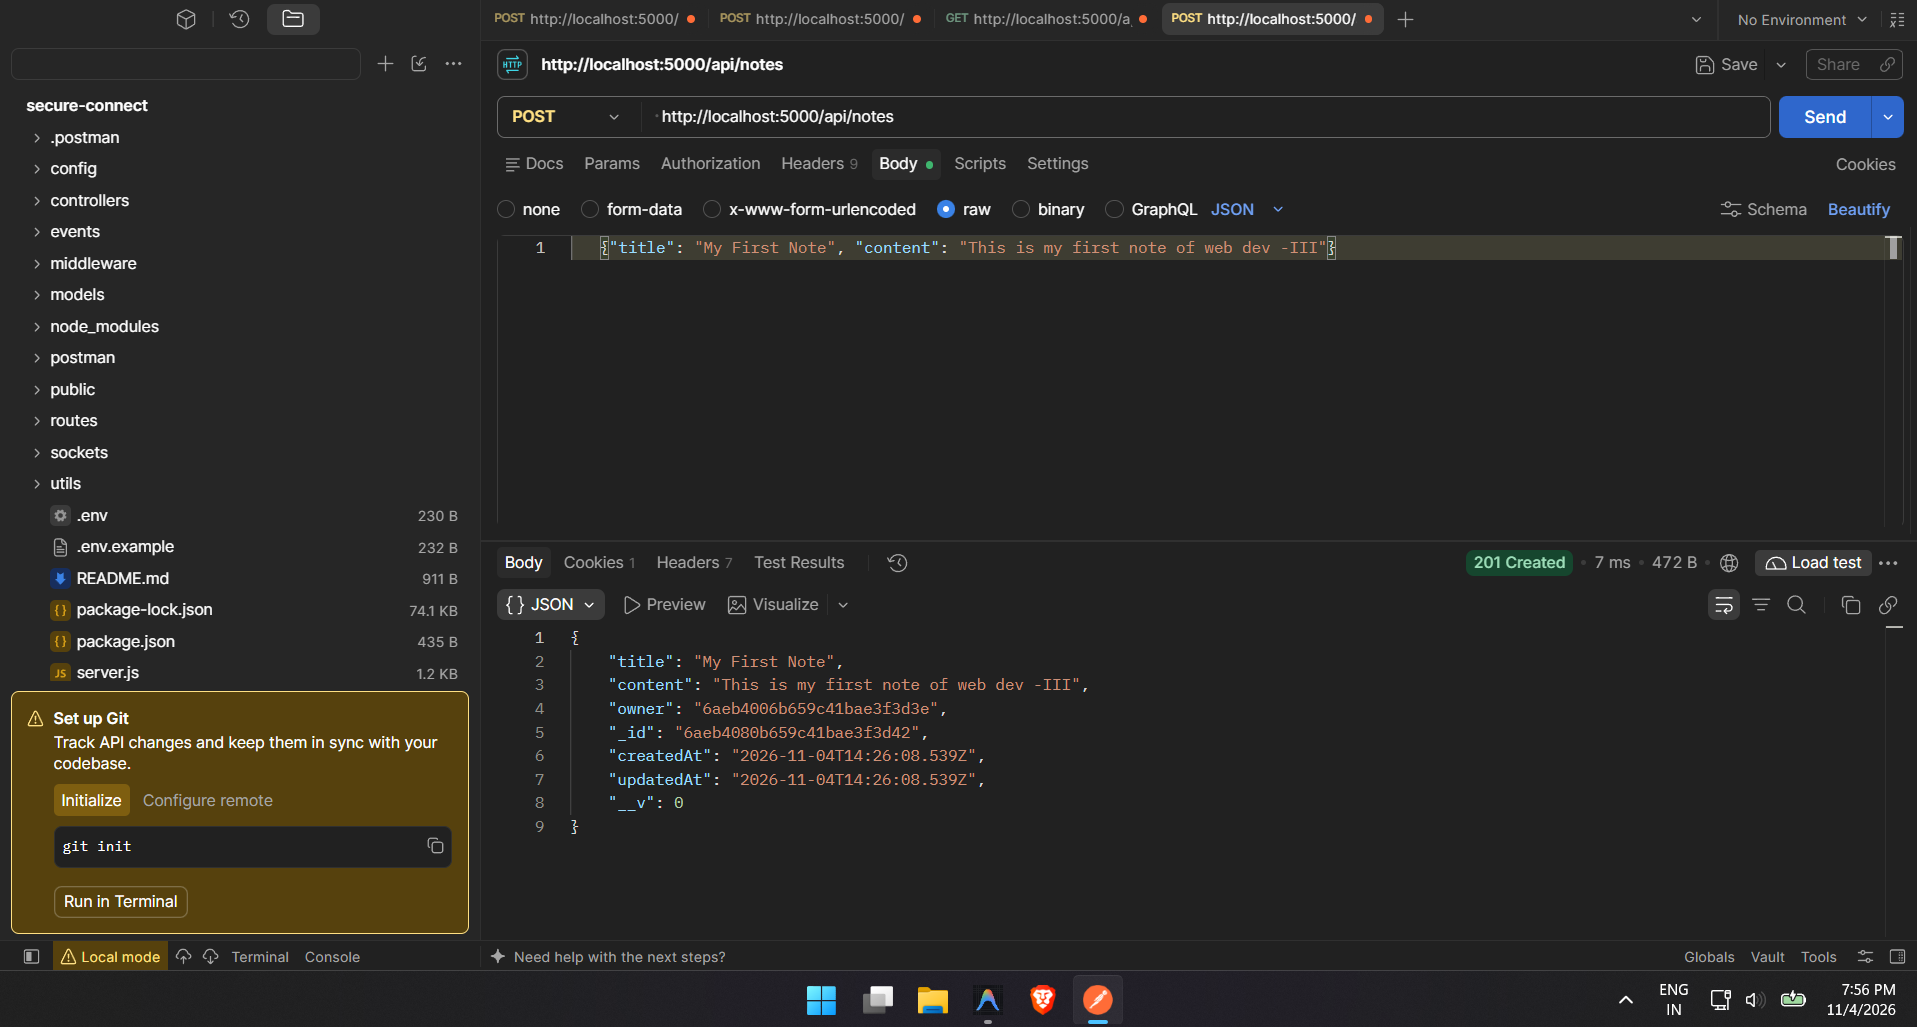 POST http://localhost:5000/
POST http://localhost:5000/
GET http://localhost:5000/a
POST http://localhost:5000/
No Environment
HTTP http://localhost:5000/api/notes
Save
Share
secure-connect
POST http://localhost:5000/api/notes
Send
.postman
config
controllers
events
middleware
models
node_modules
postman
public
routes
sockets
utils
.env 230 B
.env.example 232 B
README.md 911 B
{} package-lock.json 74.1 KB
{} package.json 435 B
JS server.js 1.2 KB
Docs Params Authorization Headers 9 Body Scripts Settings Cookies
none form-data x-www-form-urlencoded raw binary GraphQL JSON Schema Beautify
1 {"title": "My First Note", "content": "This is my first note of web dev -III"}
Body Cookies 1 Headers 7 Test Results 201 Created 7 ms 472 B Load test
{} JSON Preview Visualize
1 {
2 "title": "My First Note",
3 "content": "This is my first note of web dev -III",
4 "owner": "6aeb4006b659c41bae3f3d3e",
5 "_id": "6aeb4080b659c41bae3f3d42",
6 "createdAt": "2026-11-04T14:26:08.539Z",
7 "updatedAt": "2026-11-04T14:26:08.539Z",
8 "__v": 0
9 }
Set up Git
Track API changes and keep them in sync with your
codebase.
Initialize Configure remote
git init
Run in Terminal
Local mode Terminal Console Need help with the next steps? Globals Vault Tools
ENG
IN
7:56 PM
11/4/2026